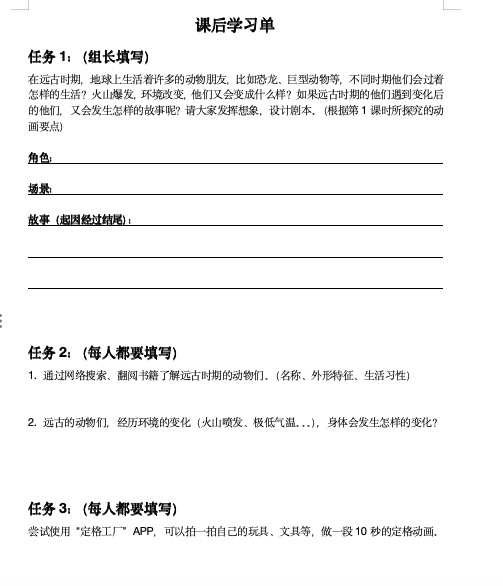 课后学习单
任务 1：（组长填写）
在远古时期，地球上生活着许多的动物朋友，比如恐龙、巨型动物等，不同时期他们会过着
怎样的生活？火山爆发，环境改变，他们又会变成什么样？如果远古时期的他们遇到变化后
的他们，又会发生怎样的故事呢？请大家发挥想象，设计剧本。（根据第 1 课时所探究的动
画要点）
角色：
场景：
故事（起因经过结尾）：
任务 2：（每人都要填写）
1. 通过网络搜索、翻阅书籍了解远古时期的动物们。（名称、外形特征、生活习性）
2. 远古的动物们，经历环境的变化（火山喷发、极低气温...），身体会发生怎样的变化？
任务 3：（每人都要填写）
尝试使用“定格工厂”APP，可以拍一拍自己的玩具、文具等，做一段 10 秒的定格动画。